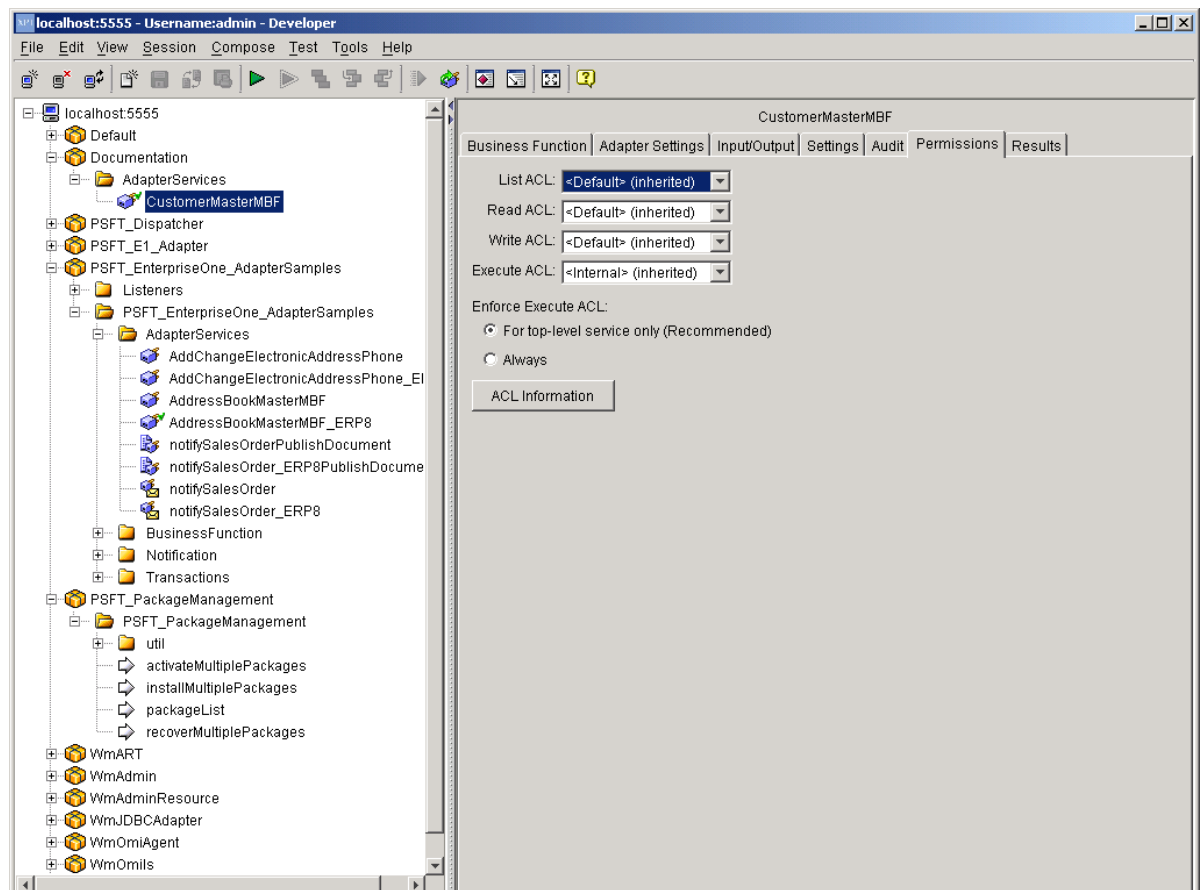 localhost:5555 - Username:admin - Developer
File Edit View Session Compose Test Tools Help
localhost:5555
Default
Documentation
AdapterServices
CustomerMasterMBF
PSFT_Dispatcher
PSFT_E1_Adapter
PSFT_EnterpriseOne_AdapterSamples
Listeners
PSFT_EnterpriseOne_AdapterSamples
AdapterServices
AddChangeElectronicAddressPhone
AddChangeElectronicAddressPhone_El
AddressBookMasterMBF
AddressBookMasterMBF_ERP8
notifySalesOrderPublishDocument
notifySalesOrder_ERP8PublishDocume
notifySalesOrder
notifySalesOrder_ERP8
BusinessFunction
Notification
Transactions
PSFT_PackageManagement
PSFT_PackageManagement
util
activateMultiplePackages
installMultiplePackages
packageList
recoverMultiplePackages
WmART
WmAdmin
WmAdminResource
WmJDBCAdapter
WmOmiAgent
WmOmils
CustomerMasterMBF
Business Function Adapter Settings Input/Output Settings Audit Permissions Results
List ACL: <Default> (inherited)
Read ACL: <Default> (inherited)
Write ACL: <Default> (inherited)
Execute ACL: <Internal> (inherited)
Enforce Execute ACL:
For top-level service only (Recommended)
Always
ACL Information